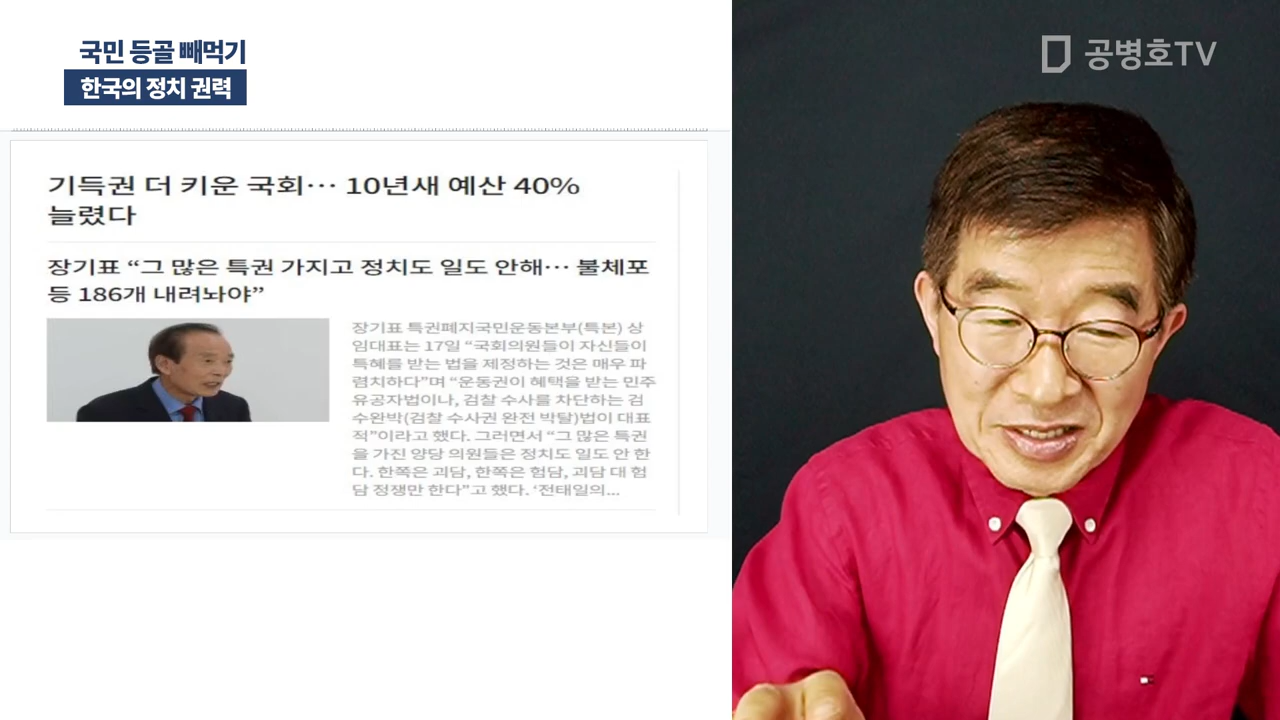 국민 등골 빼먹기
한국의 정치 권력
공병호TV
기득권 더 키운 국회… 10년새 예산 40%
늘렸다
장기표 “그 많은 특권 가지고 정치도 일도 안해… 불체포
등 186개 내려놔야”
장기표 특권폐지국민운동본부(특본) 상
임대표는 17일 “국회의원들이 자신들이
특혜를 받는 법을 제정하는 것은 매우 파
렴치하다”며 “운동권이 혜택을 받는 민주
유공자법이나, 검찰 수사를 차단하는 검
수완박(검찰 수사권 완전 박탈)법이 대표
적”이라고 했다. 그러면서 “그 많은 특권
을 가진 양당 의원들은 정치도 일도 안 한
다. 한쪽은 괴담, 한쪽은 험담, 괴담 대 험
담 정쟁만 한다”고 했다. ‘전태일의...